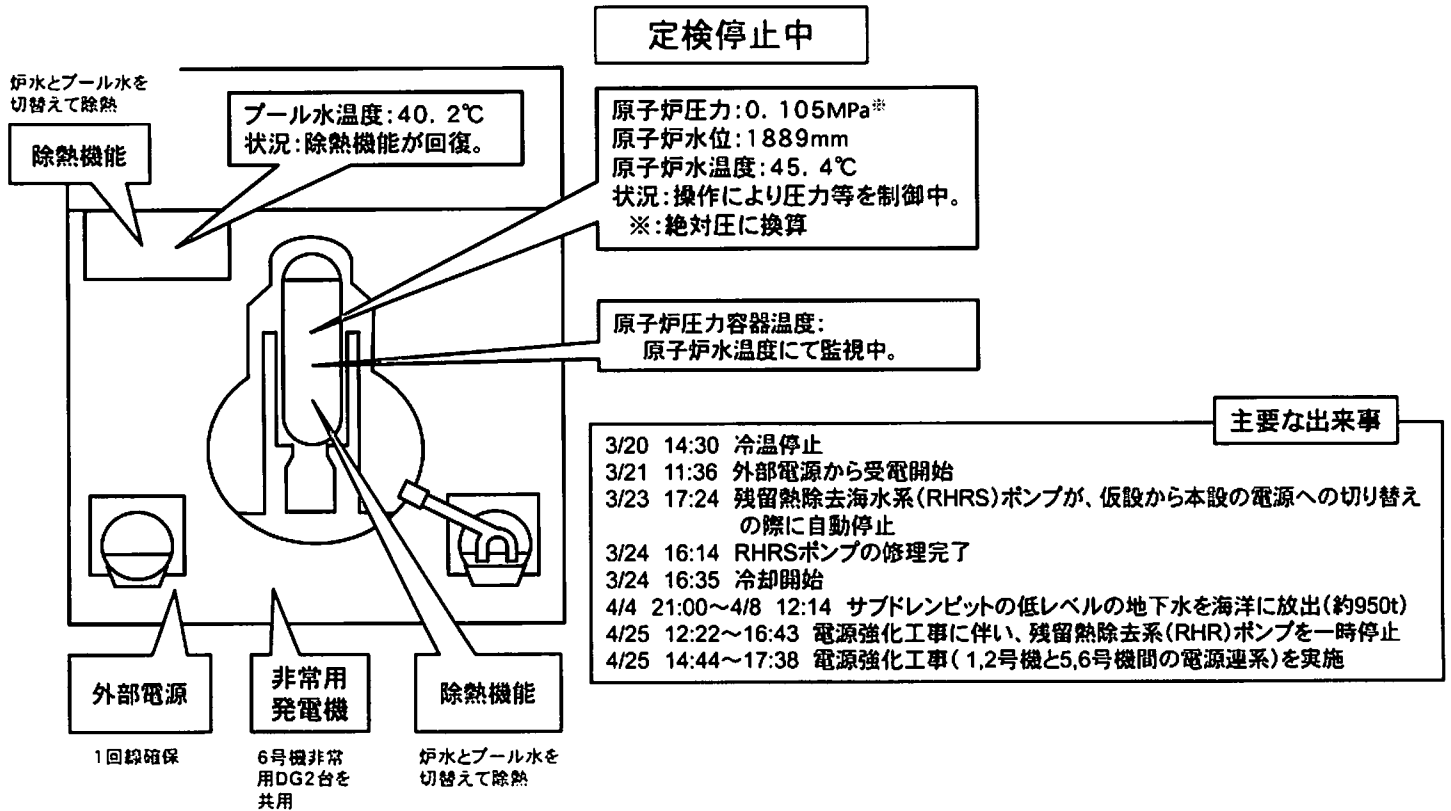 定検停止中
炉水とプール水を
切替えて除熱
除熱機能
プール水温度:40. 2℃
状況:除熱機能が回復。
原子炉圧力:0. 105MPa※
原子炉水位:1889mm
原子炉水温度:45. 4℃
状況:操作により圧力等を制御中。
※:絶対圧に換算
原子炉圧力容器温度:
原子炉水温度にて監視中。
主要な出来事
3/20 14:30 冷温停止
3/21 11:36 外部電源から受電開始
3/23 17:24 残留熱除去海水系(RHRS)ポンプが、仮設から本設の電源への切り替え
の際に自動停止
3/24 16:14 RHRSポンプの修理完了
3/24 16:35 冷却開始
4/4 21:00～4/8 12:14 サブドレンピットの低レベルの地下水を海洋に放出(約950t)
4/25 12:22～16:43 電源強化工事に伴い、残留熱除去系(RHR)ポンプを一時停止
4/25 14:44～17:38 電源強化工事( 1,2号機と5,6号機間の電源連系)を実施
外部電源
1回線確保
非常用
発電機
6号機非常
用DG2台を
共用
除熱機能
炉水とプール水を
切替えて除熱